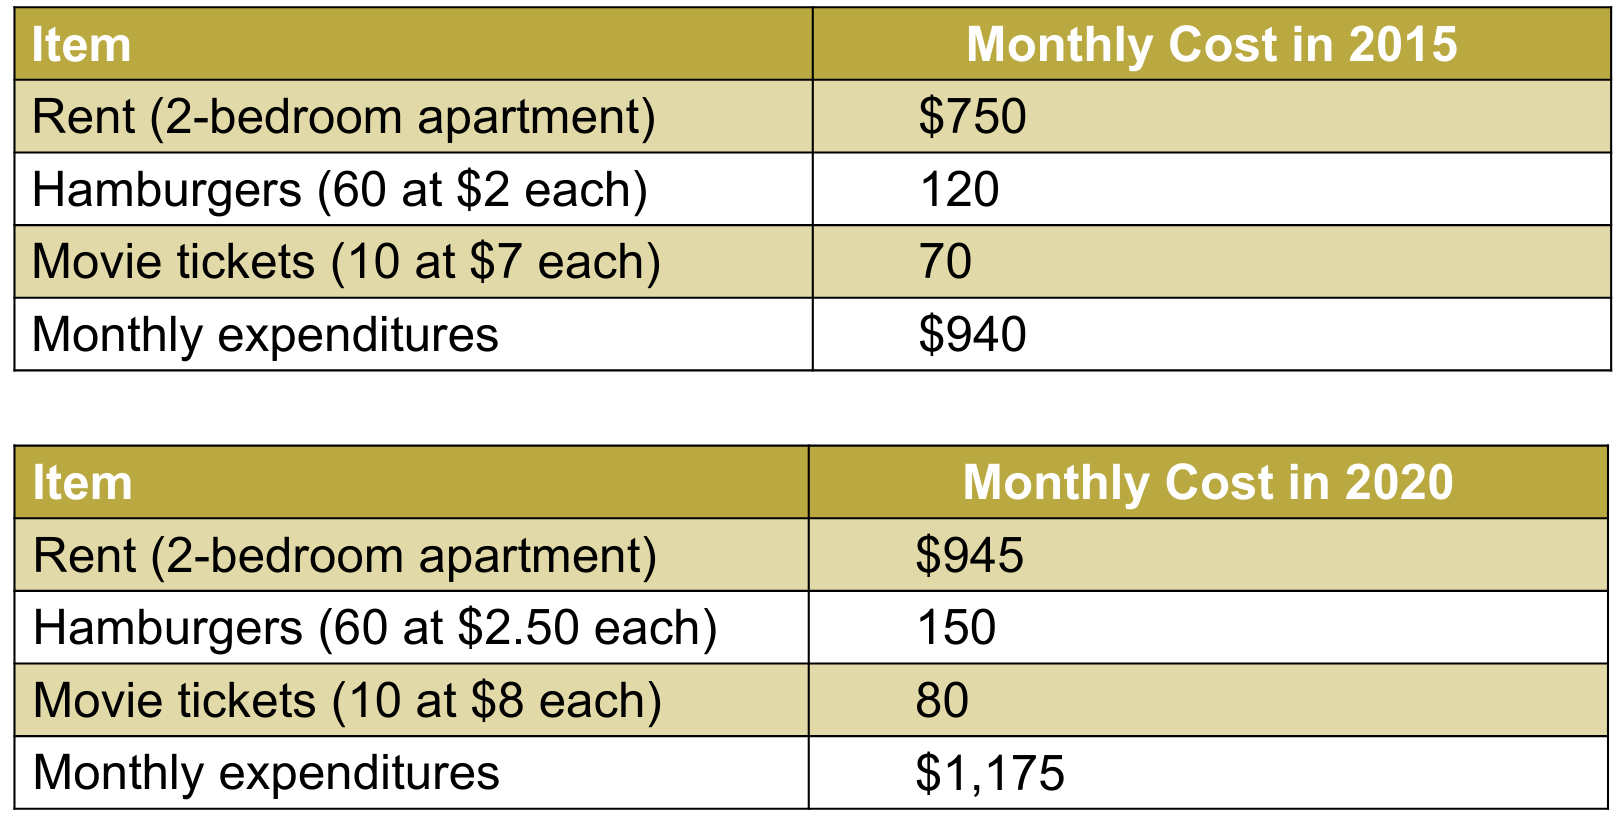 Item Monthly Cost in 2015
Rent (2-bedroom apartment) $750
Hamburgers (60 at $2 each) 120
Movie tickets (10 at $7 each) 70
Monthly expenditures $940
Item Monthly Cost in 2020
Rent (2-bedroom apartment) $945
Hamburgers (60 at $2.50 each) 150
Movie tickets (10 at $8 each) 80
Monthly expenditures $1,175